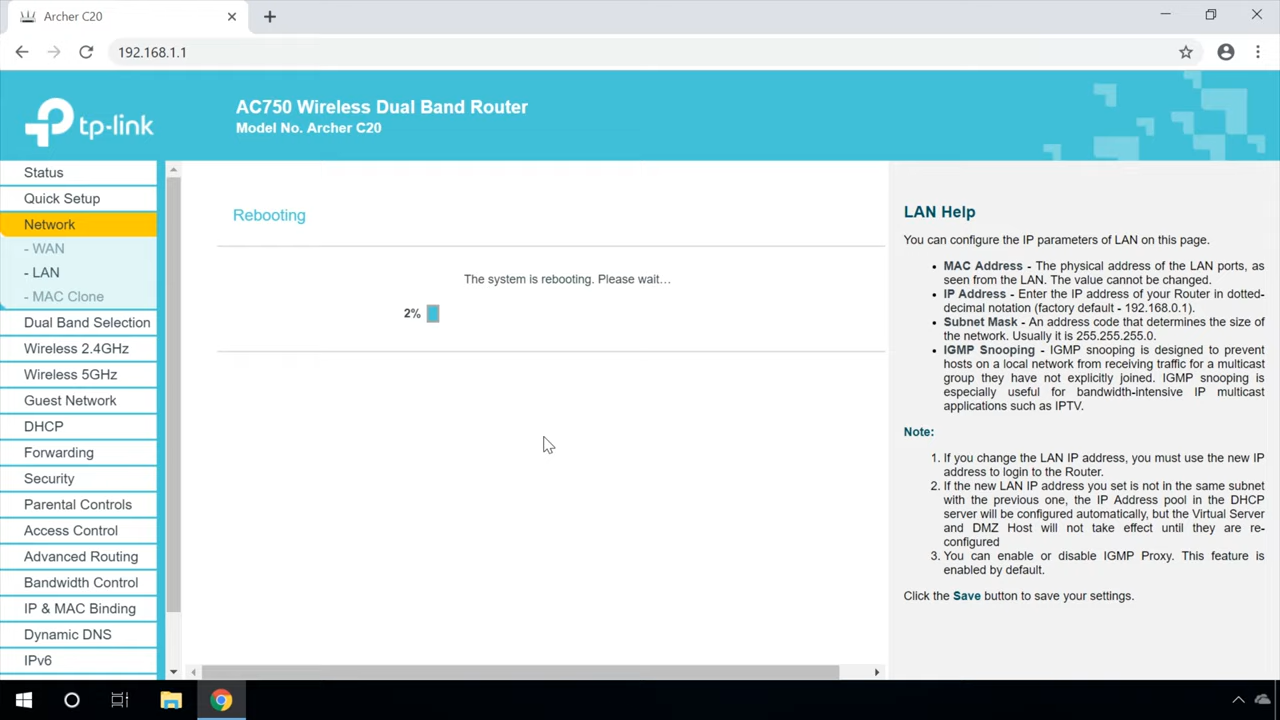 Archer C20
192.168.1.1
tp-link
AC750 Wireless Dual Band Router
Model No. Archer C20
Status
Quick Setup
Network
- WAN
- LAN
- MAC Clone
Dual Band Selection
Wireless 2.4GHz
Wireless 5GHz
Guest Network
DHCP
Forwarding
Security
Parental Controls
Access Control
Advanced Routing
Bandwidth Control
IP & MAC Binding
Dynamic DNS
IPv6
Rebooting
The system is rebooting. Please wait…
2%
LAN Help
You can configure the IP parameters of LAN on this page.
• MAC Address - The physical address of the LAN ports, as
seen from the LAN. The value cannot be changed.
• IP Address - Enter the IP address of your Router in dotted-
decimal notation (factory default - 192.168.0.1).
• Subnet Mask - An address code that determines the size of
the network. Usually it is 255.255.255.0.
• IGMP Snooping - IGMP snooping is designed to prevent
hosts on a local network from receiving traffic for a multicast
group they have not explicitly joined. IGMP snooping is
especially useful for bandwidth-intensive IP multicast
applications such as IPTV.
Note:
1. If you change the LAN IP address, you must use the new IP
address to login to the Router.
2. If the new LAN IP address you set is not in the same subnet
with the previous one, the IP Address pool in the DHCP
server will be configured automatically, but the Virtual Server
and DMZ Host will not take effect until they are re-
configured
3. You can enable or disable IGMP Proxy. This feature is
enabled by default.
Click the Save button to save your settings.